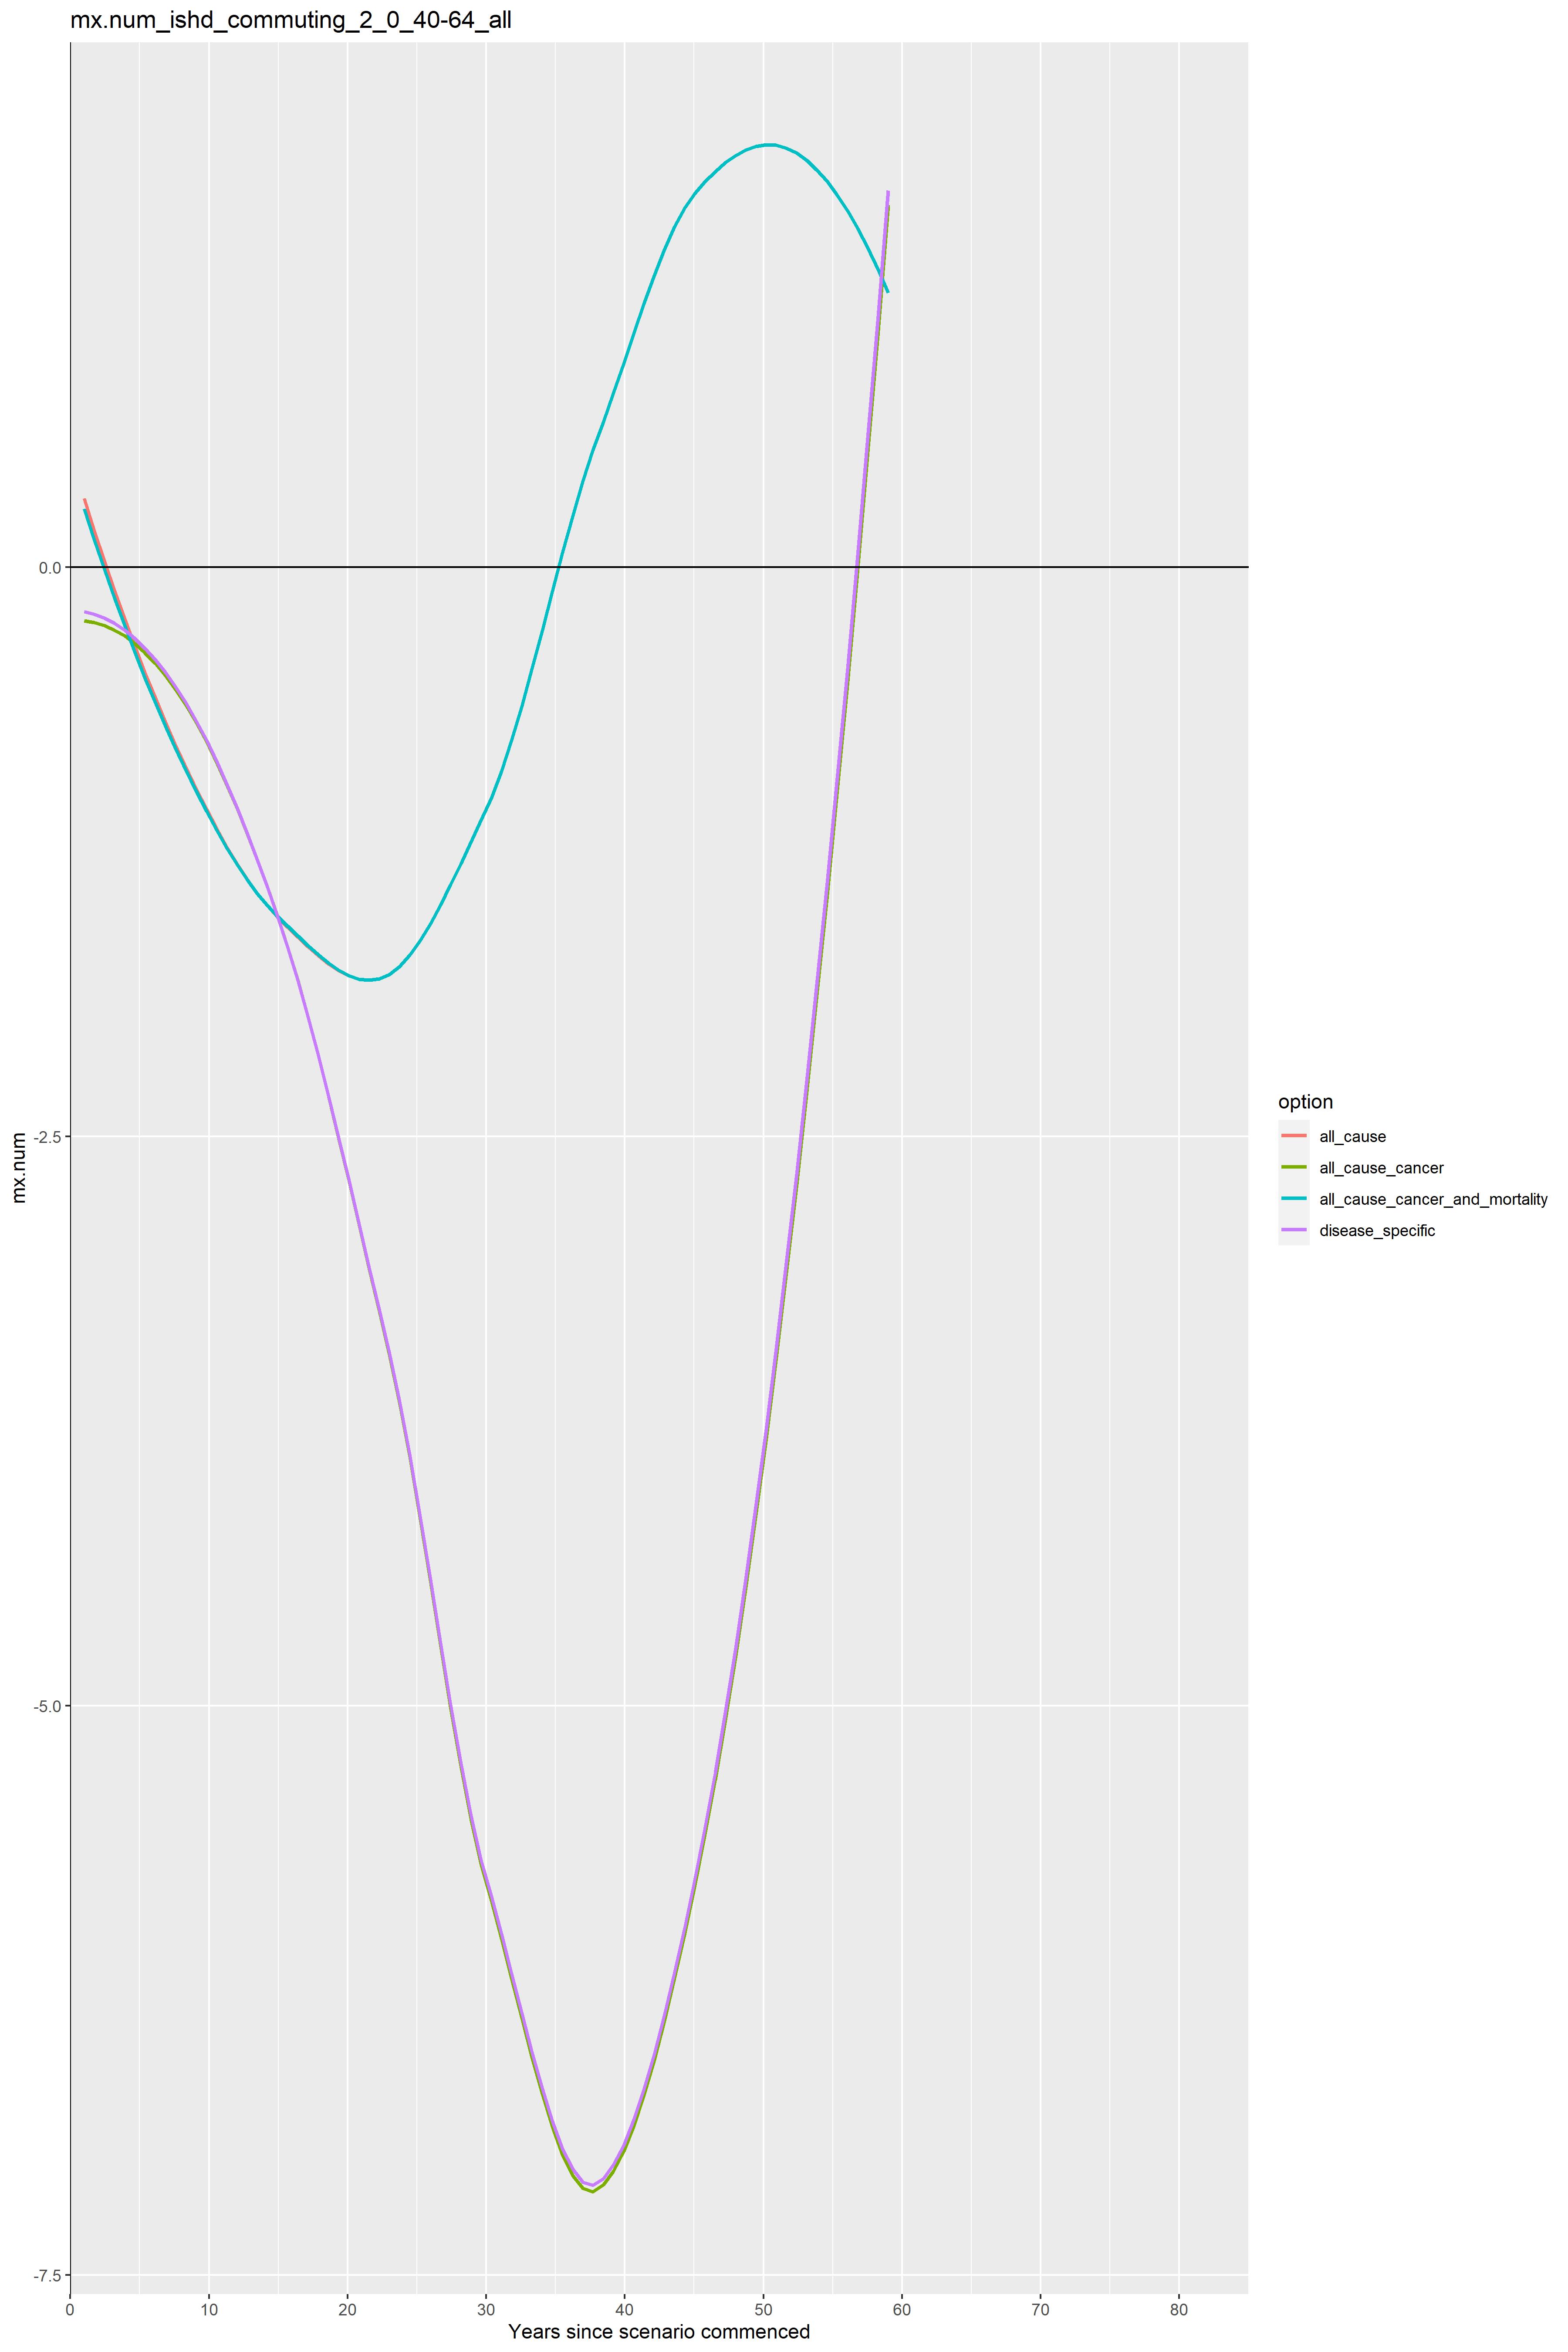 mx.num_ishd_commuting_2_0_40-64_all
0.0
-2.5
-5.0
-7.5
mx.num
0 10 20 30 40 50 60 70 80
Years since scenario commenced
option
all_cause
all_cause_cancer
all_cause_cancer_and_mortality
disease_specific